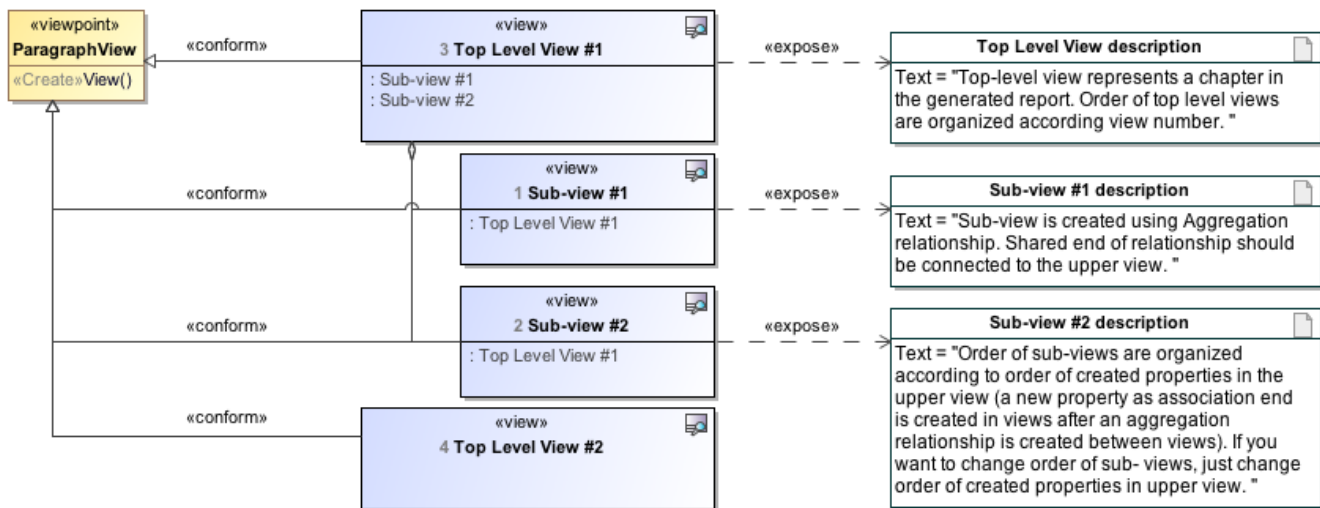 «viewpoint»
ParagraphView
«Create»View()
«conform»
«view»
3 Top Level View #1
: Sub-view #1
: Sub-view #2
«expose»
Top Level View description
Text = "Top-level view represents a chapter in
the generated report. Order of top level views
are organized according view number. "
«conform»
«view»
1 Sub-view #1
: Top Level View #1
«expose»
Sub-view #1 description
Text = "Sub-view is created using Aggregation
relationship. Shared end of relationship should
be connected to the upper view. "
«conform»
«view»
2 Sub-view #2
: Top Level View #1
«expose»
Sub-view #2 description
Text = "Order of sub-views are organized
according to order of created properties in the
upper view (a new property as association end
is created in views after an aggregation
relationship is created between views). If you
want to change order of sub- views, just change
order of created properties in upper view. "
«conform»
«view»
4 Top Level View #2